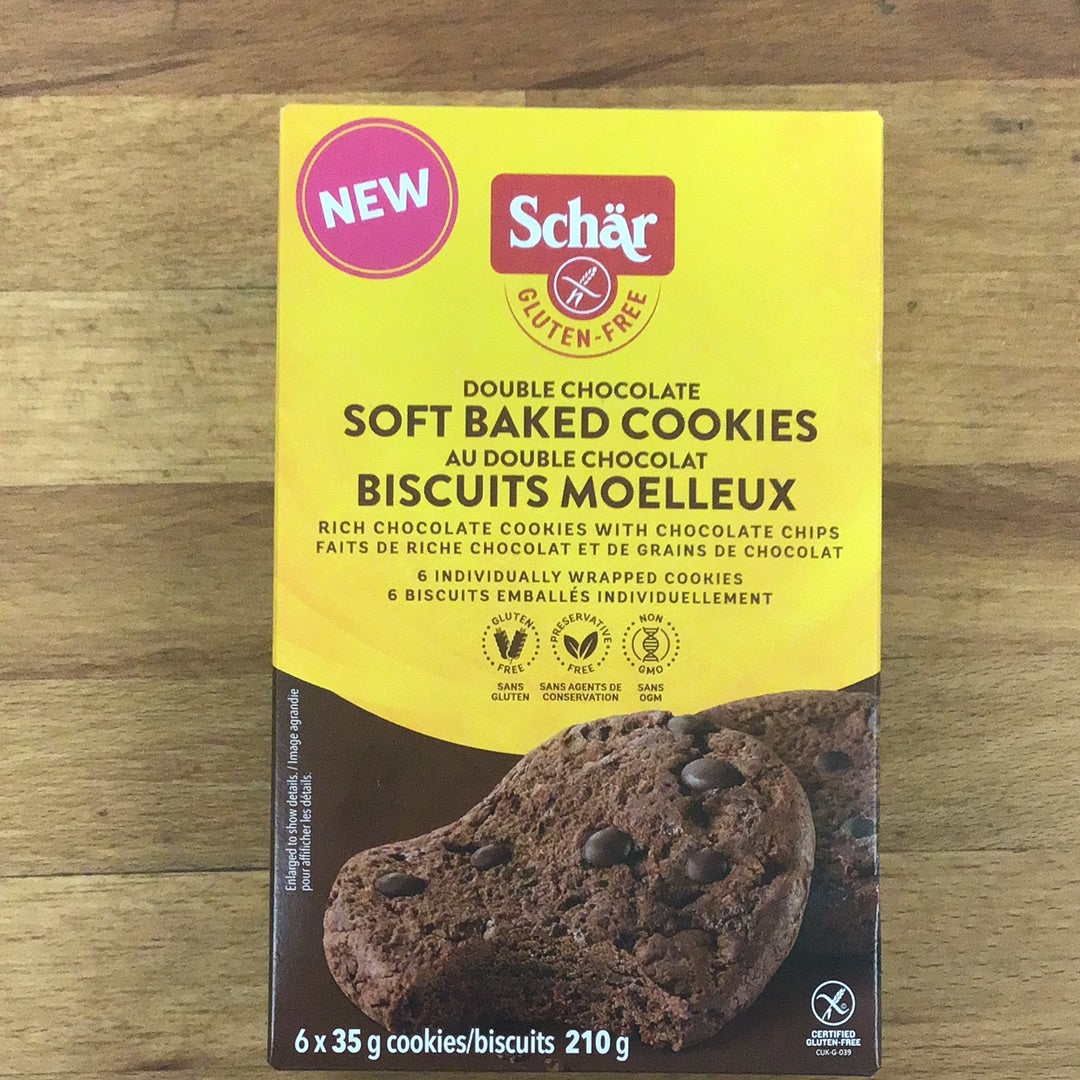 NEW
Schär
GLUTEN-FREE
DOUBLE CHOCOLATE
SOFT BAKED COOKIES
AU DOUBLE CHOCOLAT
BISCUITS MOELLEUX
RICH CHOCOLATE COOKIES WITH CHOCOLATE CHIPS
FAITS DE RICHE CHOCOLAT ET DE GRAINS DE CHOCOLAT
6 INDIVIDUALLY WRAPPED COOKIES
6 BISCUITS EMBALLÉS INDIVIDUELLEMENT
GLUTEN FREE
SANS GLUTEN
PRESERVATIVE FREE
SANS AGENTS DE CONSERVATION
NON GMO
SANS OGM
Enlarged to show details. / Image agrandie
pour affificher les détails.
6 x 35 g cookies/biscuits 210 g
CERTIFIED
GLUTEN-FREE
CUK-G-039